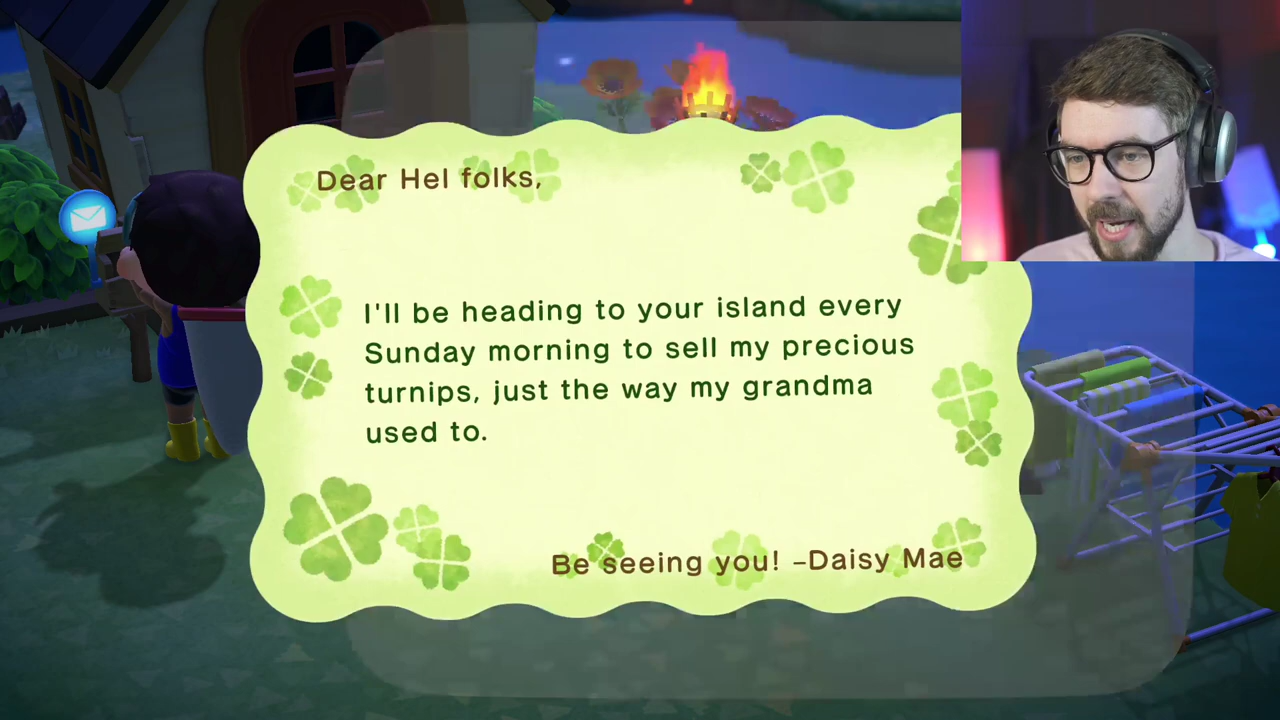 Dear Hel folks,
I'll be heading to your island every
Sunday morning to sell my precious
turnips, just the way my grandma
used to.
Be seeing you! –Daisy Mae